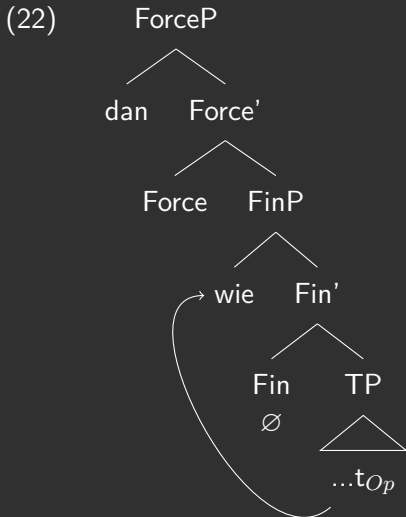 (22) ForceP
dan Force'
Force FinP
wie Fin'
Fin TP
∅
...t_Op